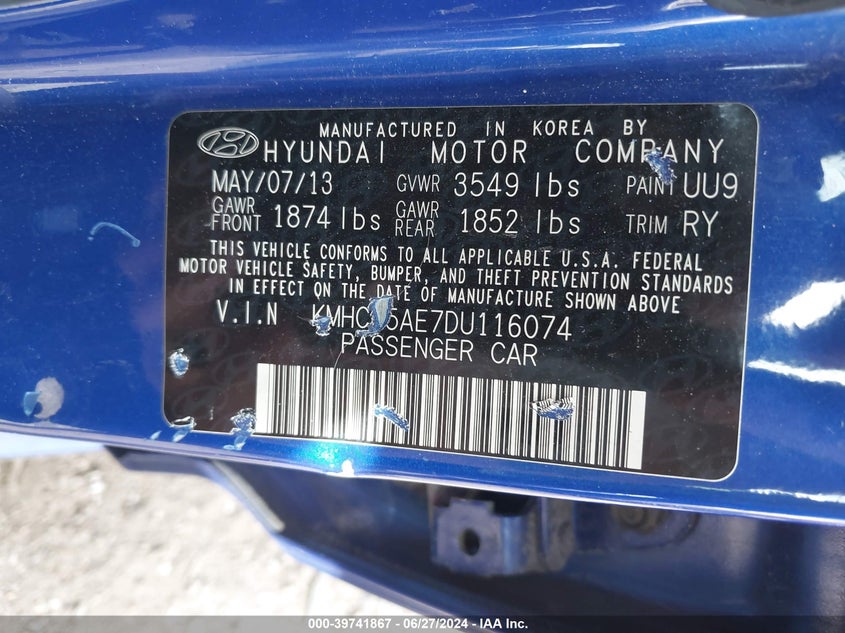 MANUFACTURED IN KOREA BY
HYUNDAI MOTOR COMPANY
MAY/07/13 GVWR 3549 lbs PAINT UU9
GAWR FRONT 1874 lbs GAWR REAR 1852 lbs TRIM RY
THIS VEHICLE CONFORMS TO ALL APPLICABLE U.S.A. FEDERAL
MOTOR VEHICLE SAFETY, BUMPER, AND THEFT PREVENTION STANDARDS
IN EFFECT ON THE DATE OF MANUFACTURE SHOWN ABOVE
V.I.N
PASSENGER CAR
000-39741867 • 06/27/2024 • IAA Inc.